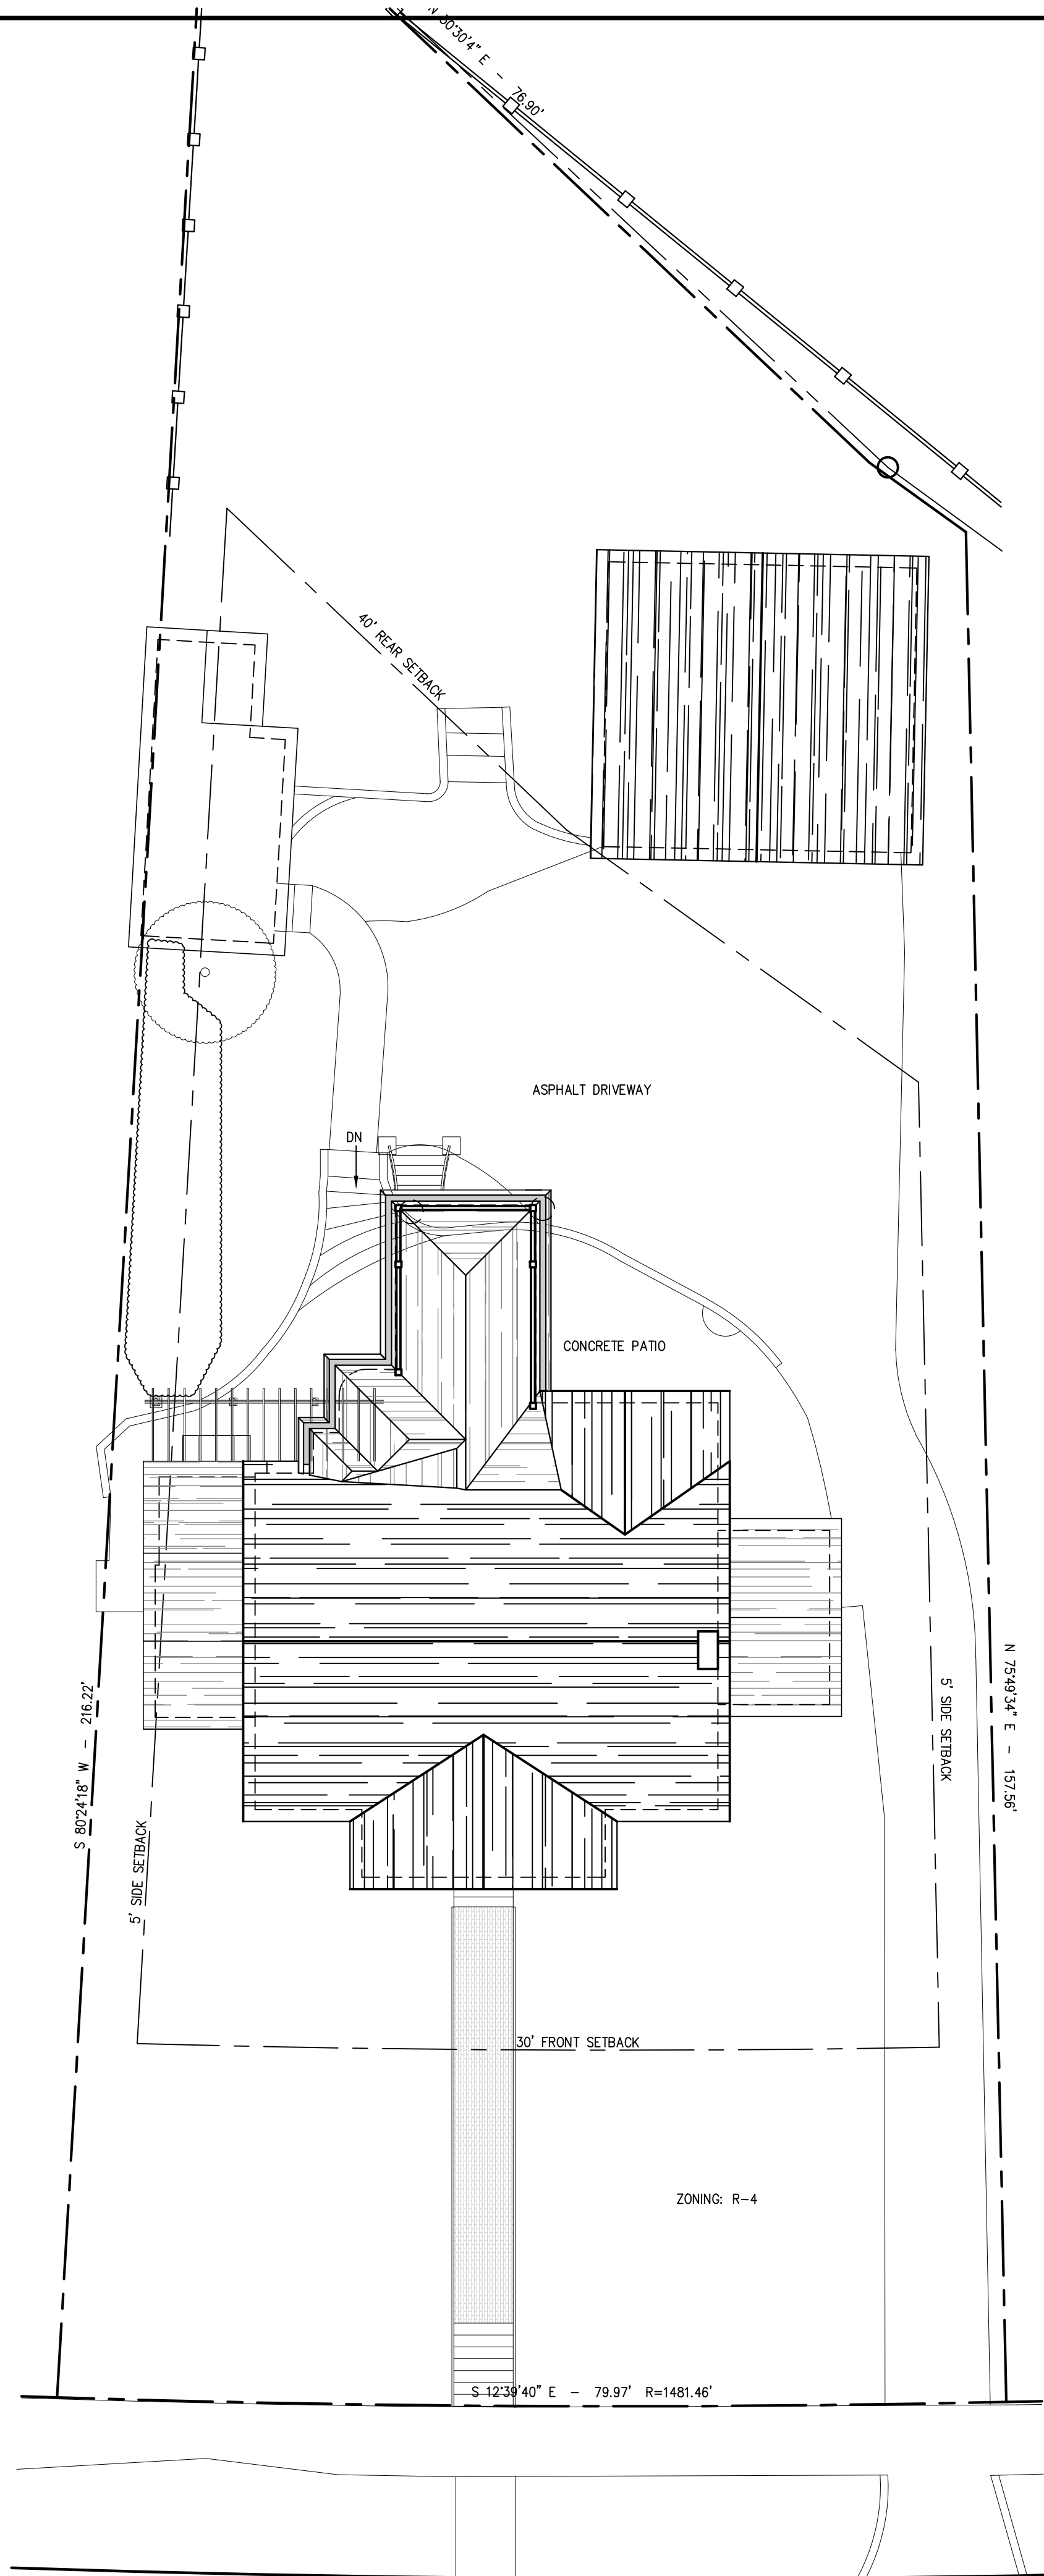 N 30°30'4" E - 76.90'
40' REAR SETBACK
ASPHALT DRIVEWAY
DN
CONCRETE PATIO
S 80°24'18" W - 216.22'
5' SIDE SETBACK
5' SIDE SETBACK
N 75°49'34" E - 157.56'
30' FRONT SETBACK
ZONING: R-4
S 12°39'40" E - 79.97' R=1481.46'